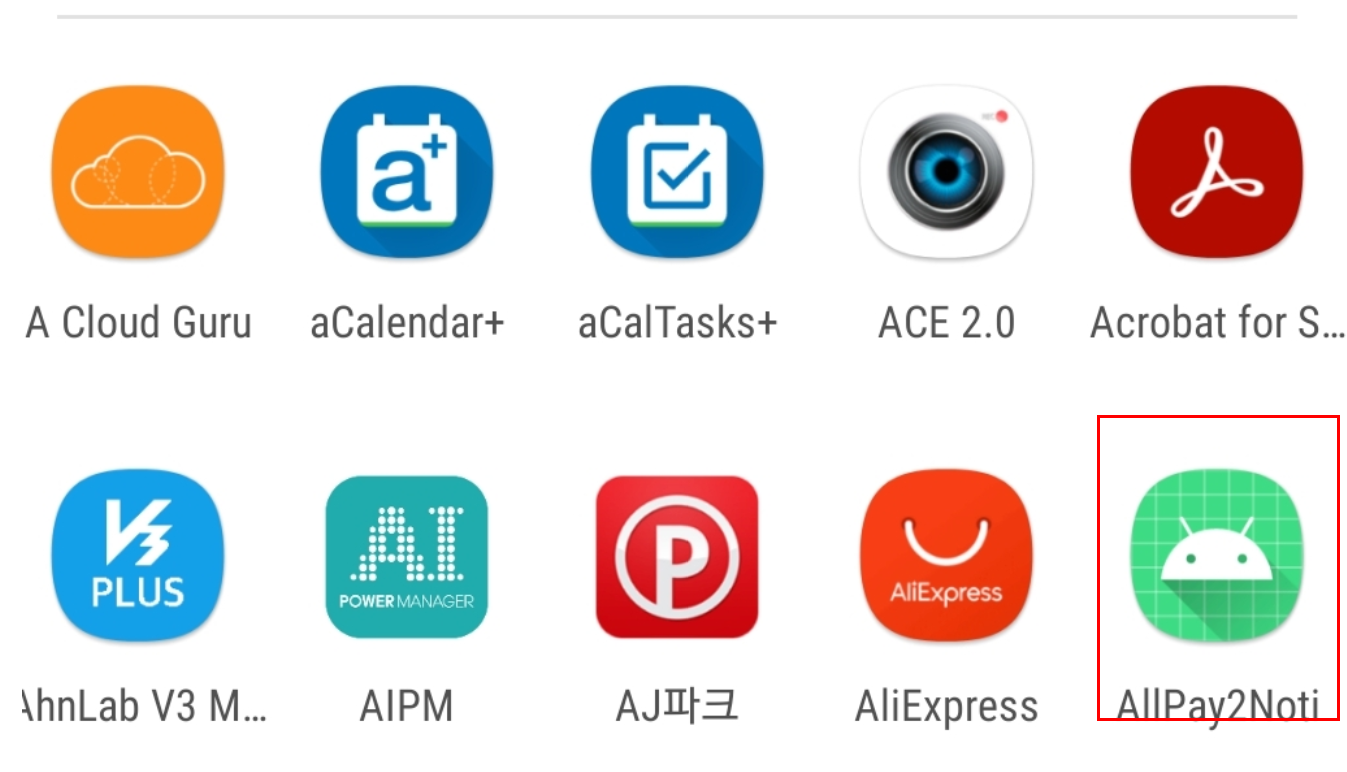 a+
REC
A Cloud Guru
aCalendar+
aCalTasks+
ACE 2.0
Acrobat for S...
V3
PLUS
AI
POWER MANAGER
P
AliExpress
AhnLab V3 M...
AIPM
AJ파크
AliExpress
AllPay2Noti